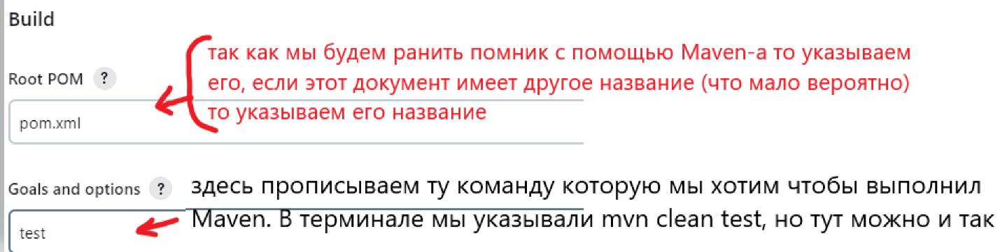 Build
так как мы будем ранить помник с помощью Maven-а то указываем
Root POM ?
его, если этот документ имеет другое название (что мало вероятно)
то указываем его название
pom.xml
Goals and options ?
здесь прописываем ту команду которую мы хотим чтобы выполнил
Maven. В терминале мы указывали mvn clean test, но тут можно и так
test